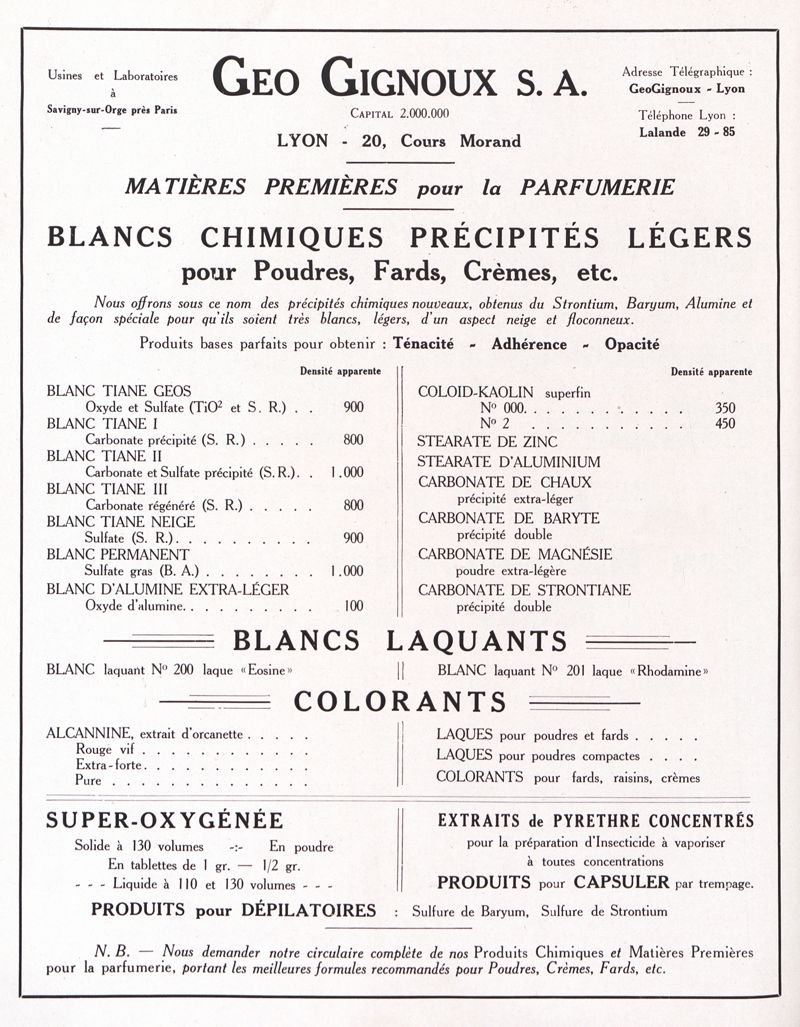 Usines et Laboratoires
à
Savigny-sur-Orge près Paris
GEO GIGNOUX S. A.
CAPITAL 2.000.000
LYON - 20, Cours Morand
Adresse Télégraphique :
GeoGignoux - Lyon
Téléphone Lyon :
Lalande 29 - 85
MATIÈRES PREMIÈRES pour la PARFUMERIE
BLANCS CHIMIQUES PRÉCIPITÉS LÉGERS
pour Poudres, Fards, Crèmes, etc.
Nous offrons sous ce nom des précipités chimiques nouveaux, obtenus du Strontium, Baryum, Alumine et
de façon spéciale pour qu'ils soient très blancs, légers, d'un aspect neige et floconneux.
Produits bases parfaits pour obtenir : Ténacité - Adhérence - Opacité
Densité apparente
BLANC TIANE GEOS
Oxyde et Sulfate (TiO² et S. R.) . . 900
BLANC TIANE I
Carbonate précipité (S. R.) . . . . . 800
BLANC TIANE II
Carbonate et Sulfate précipité (S.R.). . 1.000
BLANC TIANE III
Carbonate régénéré (S. R.) . . . . . 800
BLANC TIANE NEIGE
Sulfate (S. R.). . . . . . . . . . 900
BLANC PERMANENT
Sulfate gras (B. A.) . . . . . . . . 1.000
BLANC D'ALUMINE EXTRA-LÉGER
Oxyde d'alumine. . . . . . . . . . 100
Densité apparente
COLOID-KAOLIN superfin
Nº 000. . . . . . . . . . . . 350
Nº 2 . . . . . . . . . . . 450
STEARATE DE ZINC
STEARATE D'ALUMINIUM
CARBONATE DE CHAUX
précipité extra-léger
CARBONATE DE BARYTE
précipité double
CARBONATE DE MAGNÉSIE
poudre extra-légère
CARBONATE DE STRONTIANE
précipité double
BLANCS LAQUANTS
BLANC laquant Nº 200 laque «Eosine»
BLANC laquant Nº 201 laque «Rhodamine»
COLORANTS
ALCANNINE, extrait d'orcanette . . . . .
Rouge vif . . . . . . . . . . . .
Extra-forte. . . . . . . . . . . .
Pure . . . . . . . . . . . . . .
LAQUES pour poudres et fards . . . . .
LAQUES pour poudres compactes . . . .
COLORANTS pour fards, raisins, crèmes
SUPER-OXYGÉNÉE
Solide à 130 volumes -:- En poudre
En tablettes de 1 gr. — 1/2 gr.
- - - Liquide à 110 et 130 volumes - - -
EXTRAITS de PYRETHRE CONCENTRÉS
pour la préparation d'Insecticide à vaporiser
à toutes concentrations
PRODUITS pour CAPSULER par trempage.
PRODUITS pour DÉPILATOIRES : Sulfure de Baryum, Sulfure de Strontium
N. B. — Nous demander notre circulaire complète de nos Produits Chimiques et Matières Premières
pour la parfumerie, portant les meilleures formules recommandés pour Poudres, Crèmes, Fards, etc.